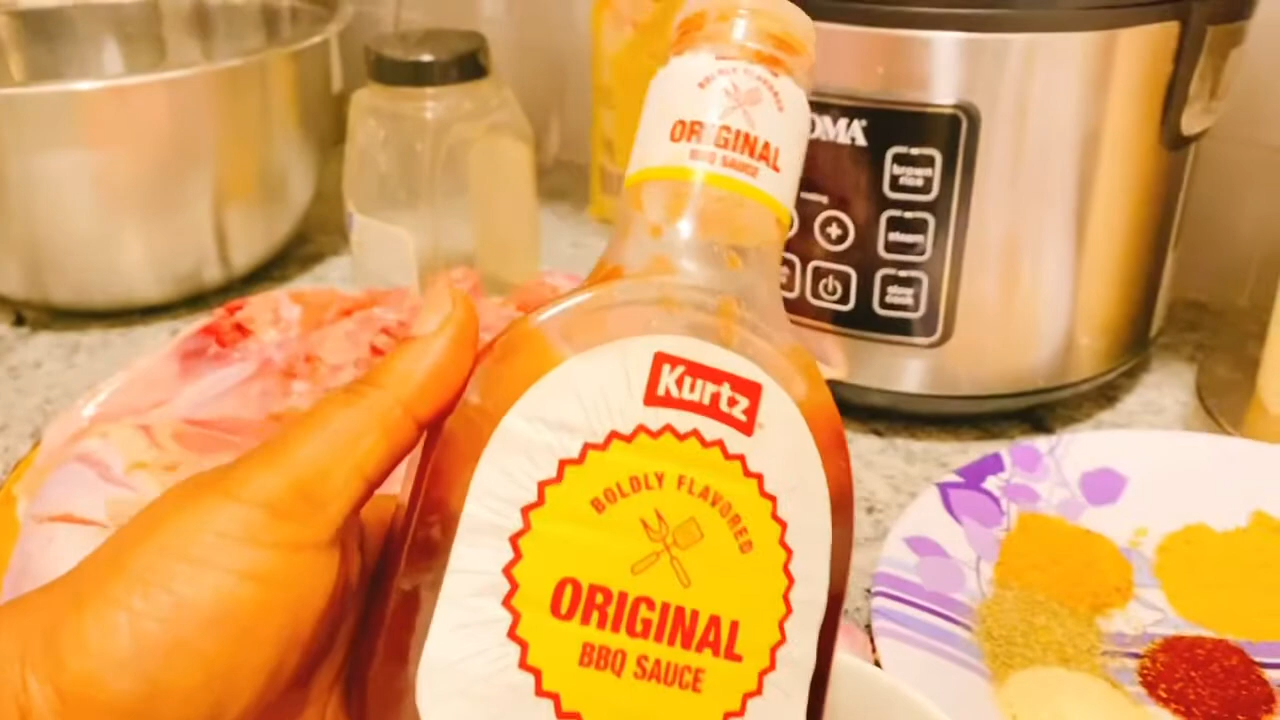 BOLDLY FLAVORED
ORIGINAL
BBQ SAUCE
OMA®
brown
rice
steam
slow
cook
Kurtz
BOLDLY FLAVORED
ORIGINAL
BBQ SAUCE